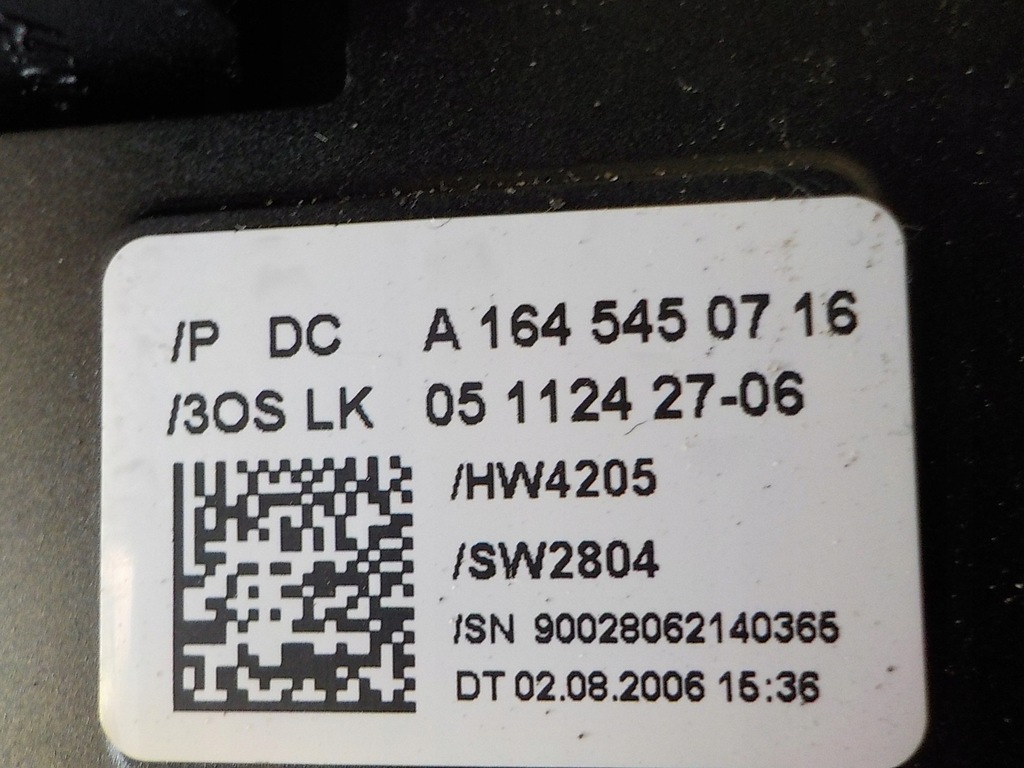 /P DC A 164 545 07 16
/3OS LK 05 1124 27-06
/HW4205
/SW2804
/SN 90028062140365
DT 02.08.2006 15:36